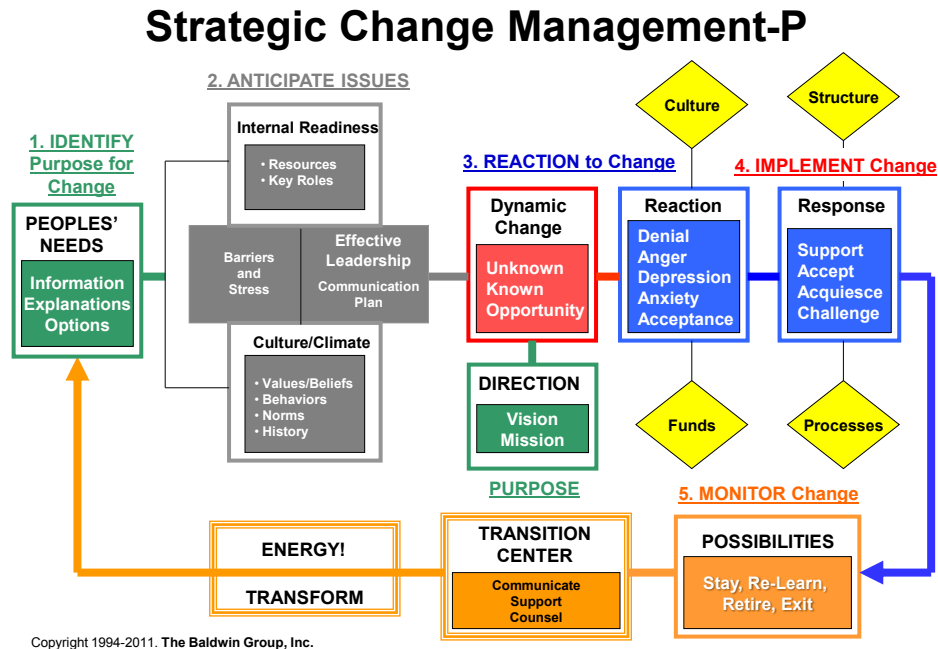 Strategic Change Management-P
2. ANTICIPATE ISSUES
1. IDENTIFY
Purpose for
Change
PEOPLES'
NEEDS
Information
Explanations
Options
Internal Readiness
• Resources
• Key Roles
Barriers
and
Stress
Effective
Leadership
Communication
Plan
Culture/Climate
• Values/Beliefs
• Behaviors
• Norms
• History
3. REACTION to Change
Dynamic
Change
Unknown
Known
Opportunity
DIRECTION
Vision
Mission
PURPOSE
Culture
Reaction
Denial
Anger
Depression
Anxiety
Acceptance
Funds
Structure
4. IMPLEMENT Change
Response
Support
Accept
Acquiesce
Challenge
Processes
5. MONITOR Change
POSSIBILITIES
Stay, Re-Learn,
Retire, Exit
TRANSITION
CENTER
Communicate
Support
Counsel
ENERGY!
TRANSFORM
Copyright 1994-2011. The Baldwin Group, Inc.